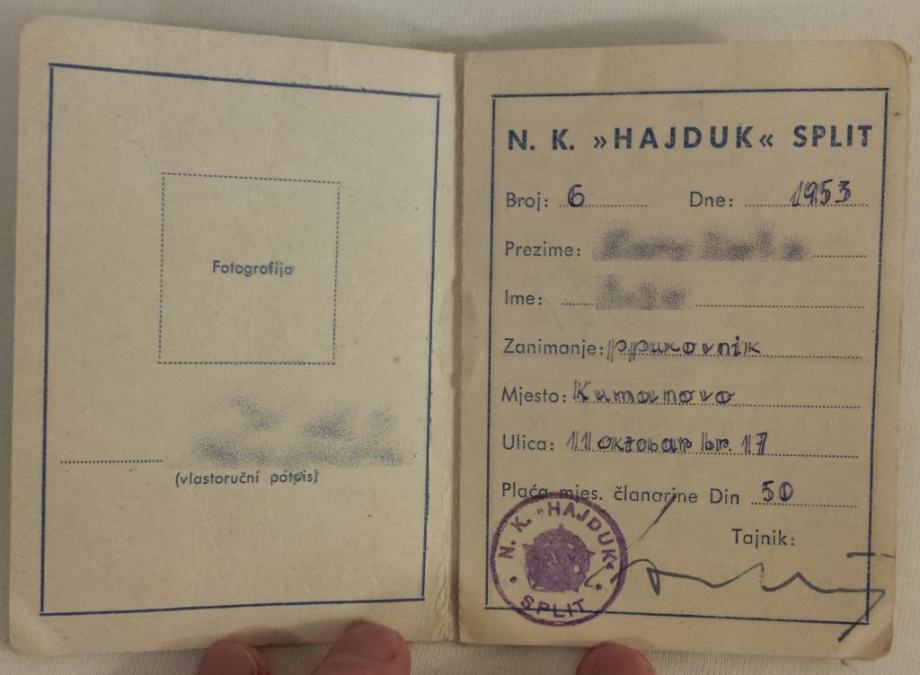 Fotografija
(vlastoručni potpis)
N. K. »HAJDUK« SPLIT
Broj: 6 Dne: 1953
Prezime:
Ime:
Zanimanje: ppukovnik
Mjesto: Kumanovo
Ulica: 11 oktobar br. 17
Plaća mjes. članarine Din 50
Tajnik:
N. K. »HAJDUK«
SPLIT